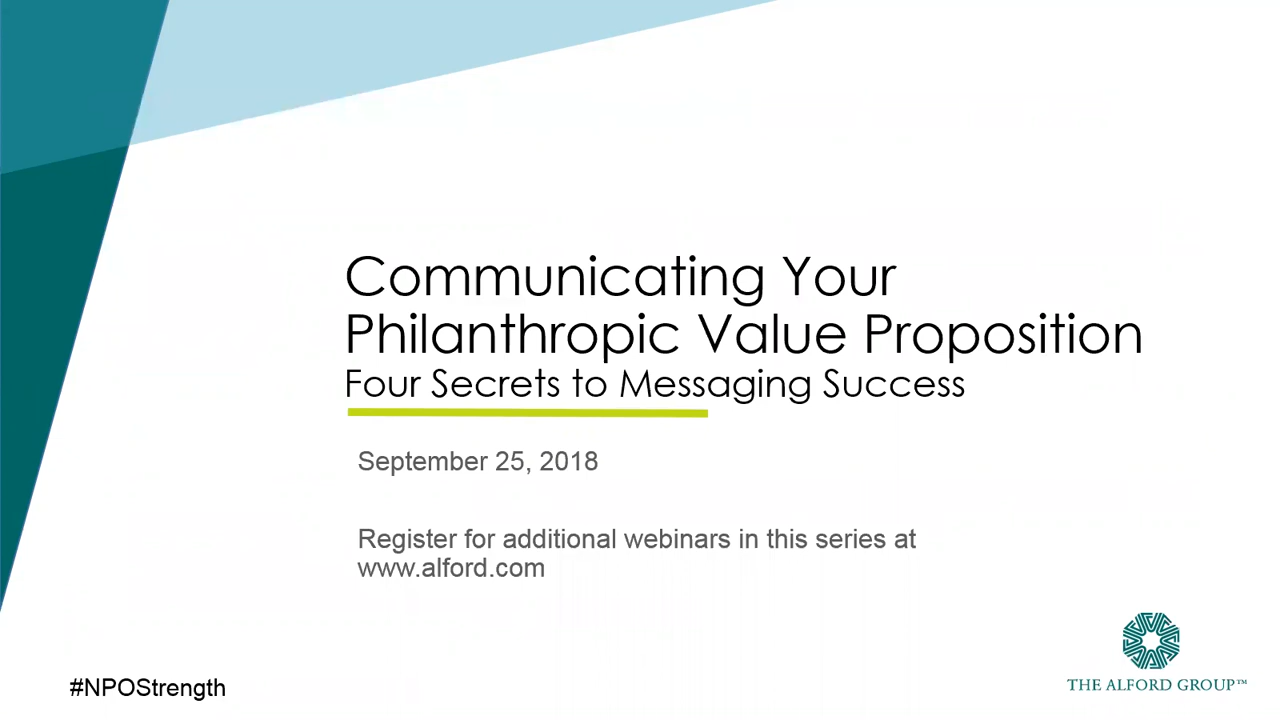 Communicating Your
Philanthropic Value Proposition
Four Secrets to Messaging Success
September 25, 2018
Register for additional webinars in this series at
www.alford.com
#NPOStrength
THE ALFORD GROUP™